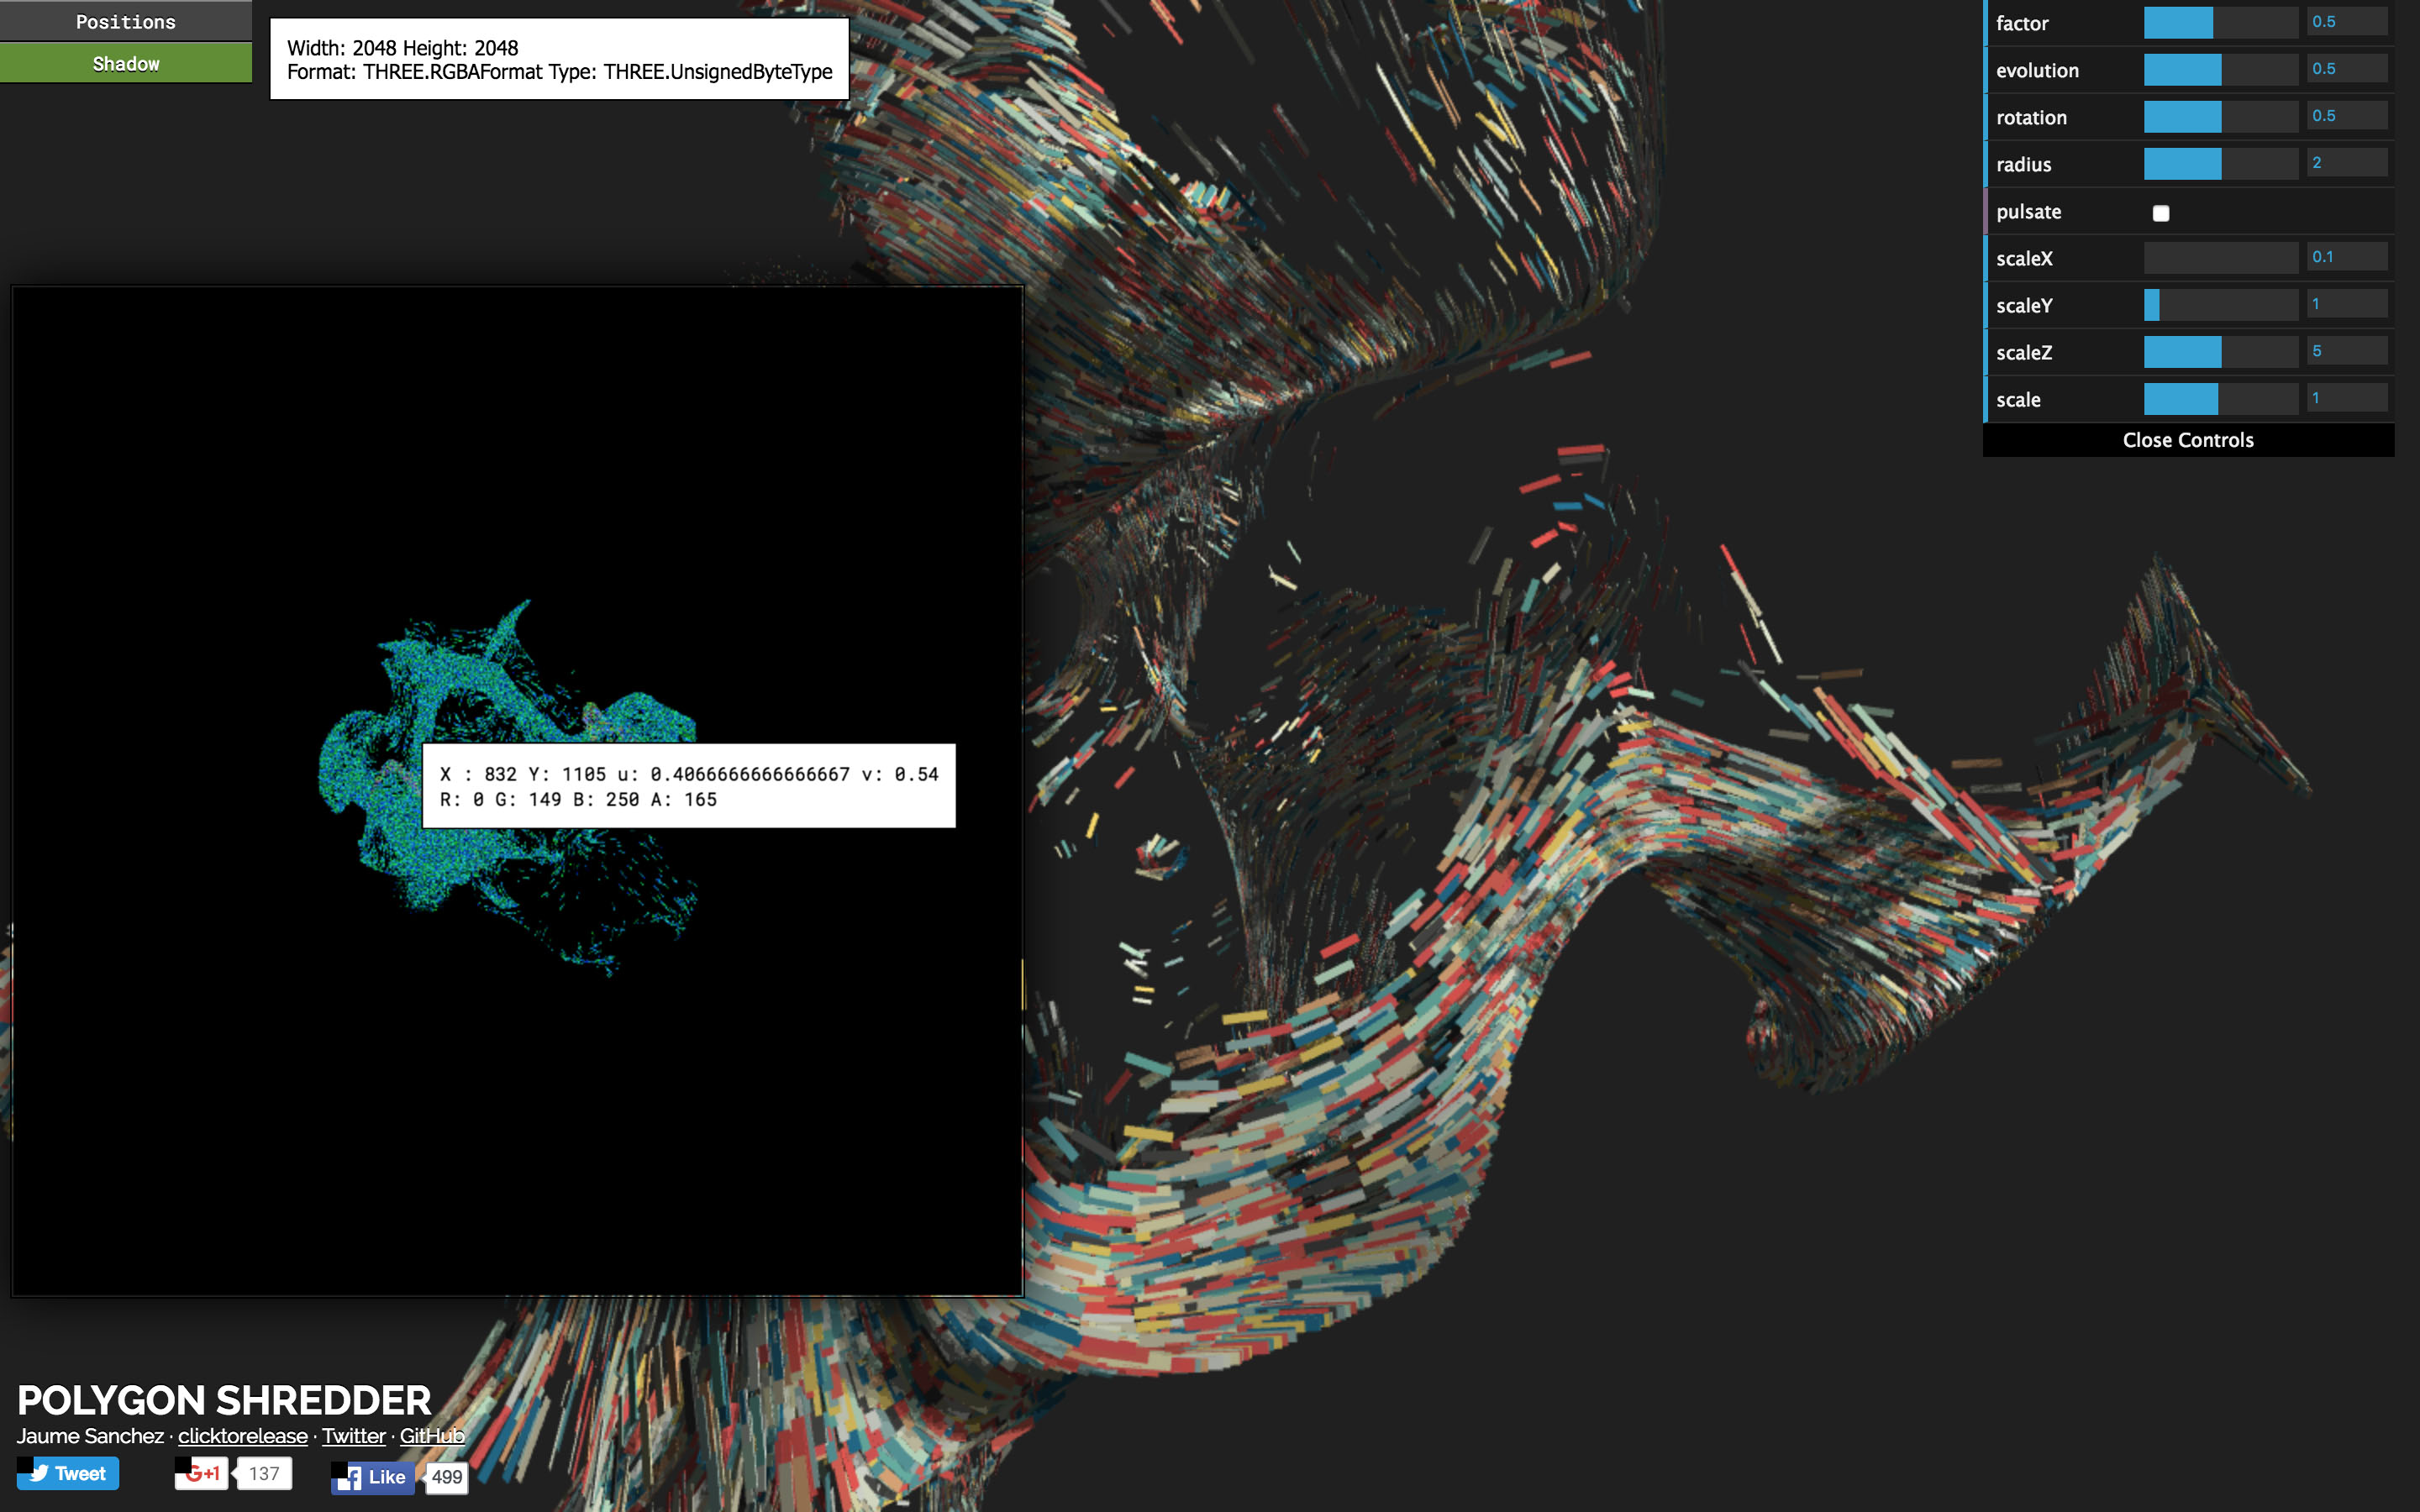 Positions
Shadow
Width: 2048 Height: 2048
Format: THREE.RGBAFormat Type: THREE.UnsignedByteType
factor 0.5
evolution 0.5
rotation 0.5
radius 2
pulsate
scaleX 0.1
scaleY 1
scaleZ 5
scale 1
Close Controls
X : 832 Y: 1105 u: 0.4066666666666667 v: 0.54
R: 0 G: 149 B: 250 A: 165
POLYGON SHREDDER
Jaume Sanchez · clicktorelease · Twitter · GitHub
Tweet G+1 137 Like 499